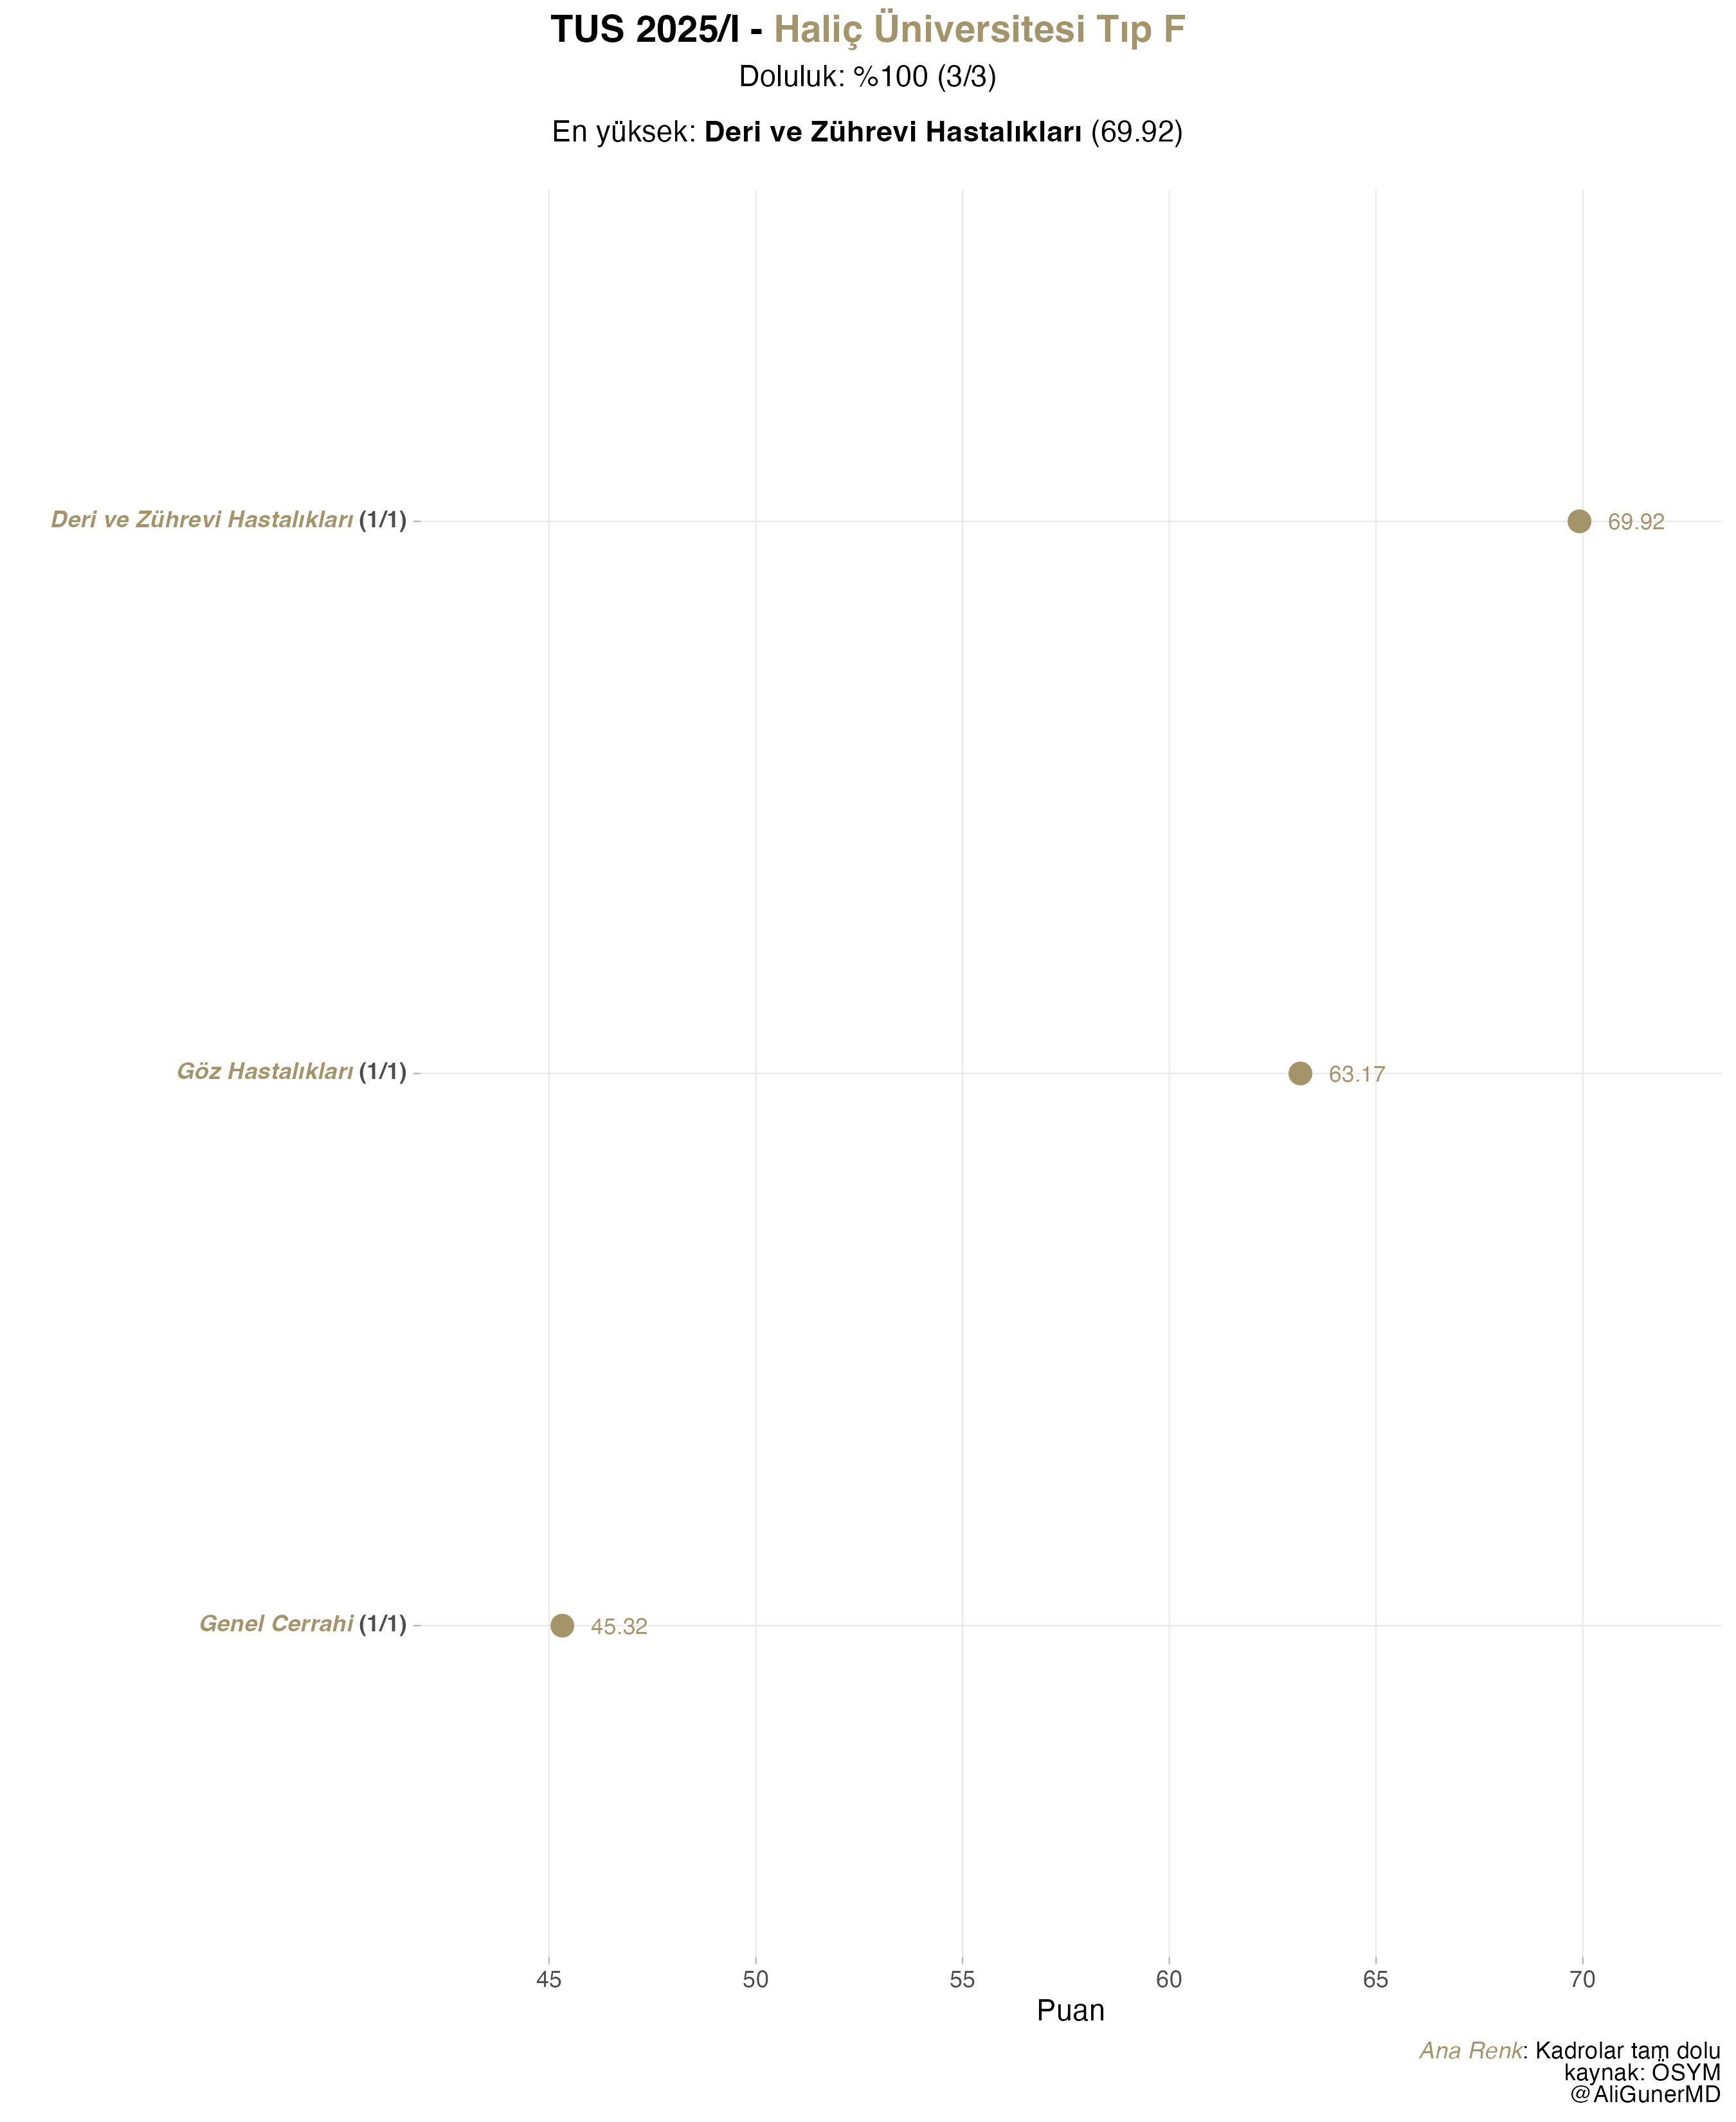 TUS 2025/I - Haliç Üniversitesi Tıp F
Doluluk: %100 (3/3)
En yüksek: Deri ve Zührevi Hastalıkları (69.92)
Deri ve Zührevi Hastalıkları (1/1)
69.92
Göz Hastalıkları (1/1)
63.17
Genel Cerrahi (1/1)
45.32
45 50 55 60 65 70
Puan
Ana Renk: Kadrolar tam dolu
kaynak: ÖSYM
@AliGunerMD